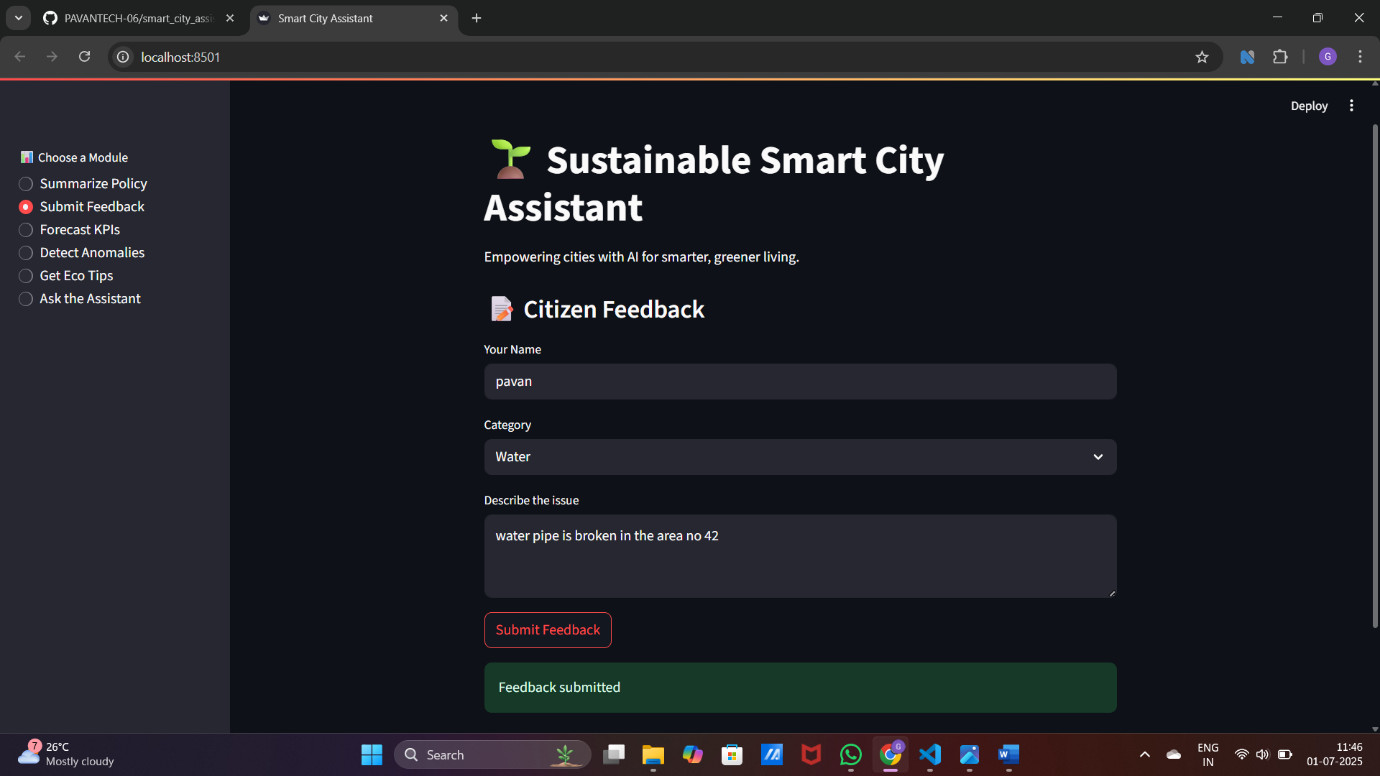 PAVANTECH-06/smart_city_assi
Smart City Assistant
localhost:8501
G
Deploy
Choose a Module
Summarize Policy
Submit Feedback
Forecast KPIs
Detect Anomalies
Get Eco Tips
Ask the Assistant
Sustainable Smart City
Assistant
Empowering cities with AI for smarter, greener living.
Citizen Feedback
Your Name
pavan
Category
Water
Describe the issue
water pipe is broken in the area no 42
Submit Feedback
Feedback submitted
7
26°C
Mostly cloudy
Search
G
W
ENG
IN
11:46
01-07-2025